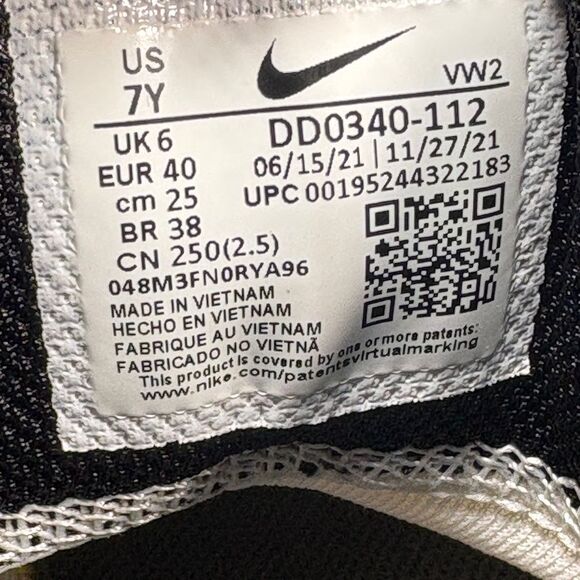 US
7Y
VW2
UK 6
DD0340-112
EUR 40
06/15/21 | 11/27/21
cm 25
UPC 00195244322183
BR 38
CN 250(2.5)
048M3FN0RYA96
MADE IN VIETNAM
HECHO EN VIETNAM
FABRIQUE AU VIETNAM
FABRICADO NO VIETNÃ
This product is covered by one or more patents:
www.nike.com/patentsvirtualmarking